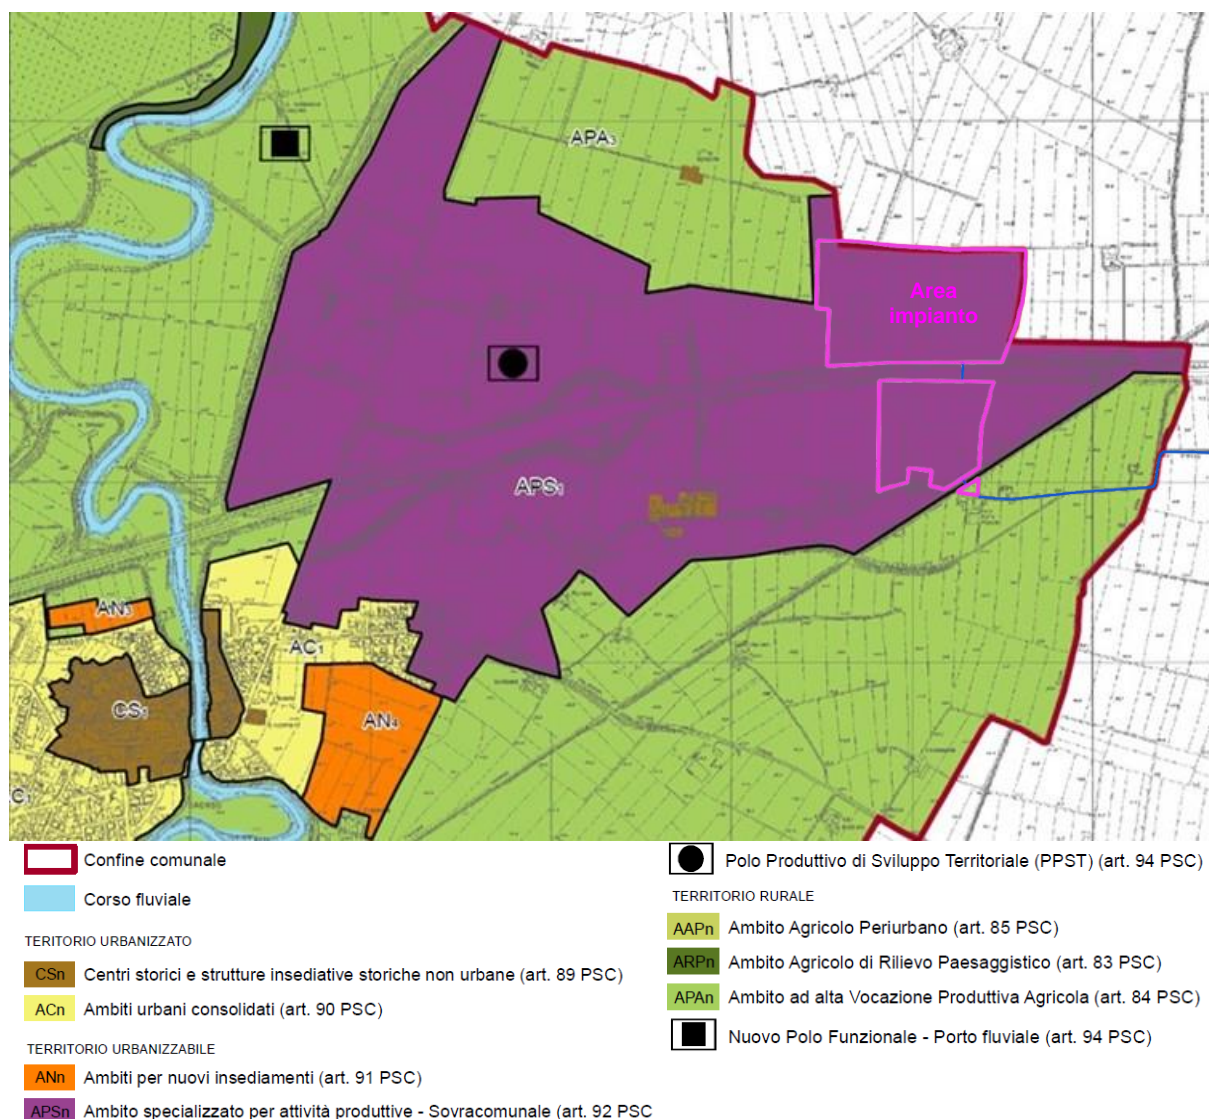 APA3
Area
impianto
APS1
AN3
AC1
CS1
AN4
C1
Confine comunale
Corso fluviale
TERITORIO URBANIZZATO
CSn Centri storici e strutture insediative storiche non urbane (art. 89 PSC)
ACn Ambiti urbani consolidati (art. 90 PSC)
TERRITORIO URBANIZZABILE
ANn Ambiti per nuovi insediamenti (art. 91 PSC)
APSn Ambito specializzato per attività produttive - Sovracomunale (art. 92 PSC
Polo Produttivo di Sviluppo Territoriale (PPST) (art. 94 PSC)
TERRITORIO RURALE
AAPn Ambito Agricolo Periurbano (art. 85 PSC)
ARPn Ambito Agricolo di Rilievo Paesaggistico (art. 83 PSC)
APAn Ambito ad alta Vocazione Produttiva Agricola (art. 84 PSC)
Nuovo Polo Funzionale - Porto fluviale (art. 94 PSC)